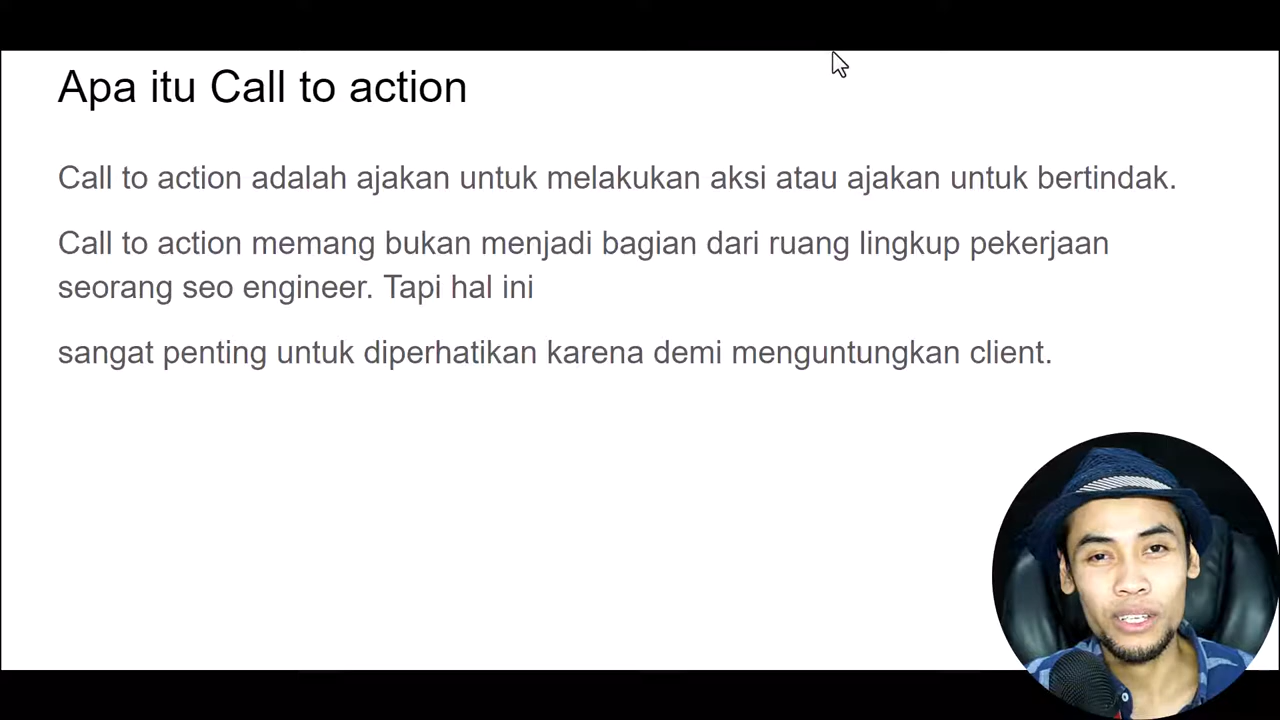 Apa itu Call to action
Call to action adalah ajakan untuk melakukan aksi atau ajakan untuk bertindak.
Call to action memang bukan menjadi bagian dari ruang lingkup pekerjaan
seorang seo engineer. Tapi hal ini
sangat penting untuk diperhatikan karena demi menguntungkan client.